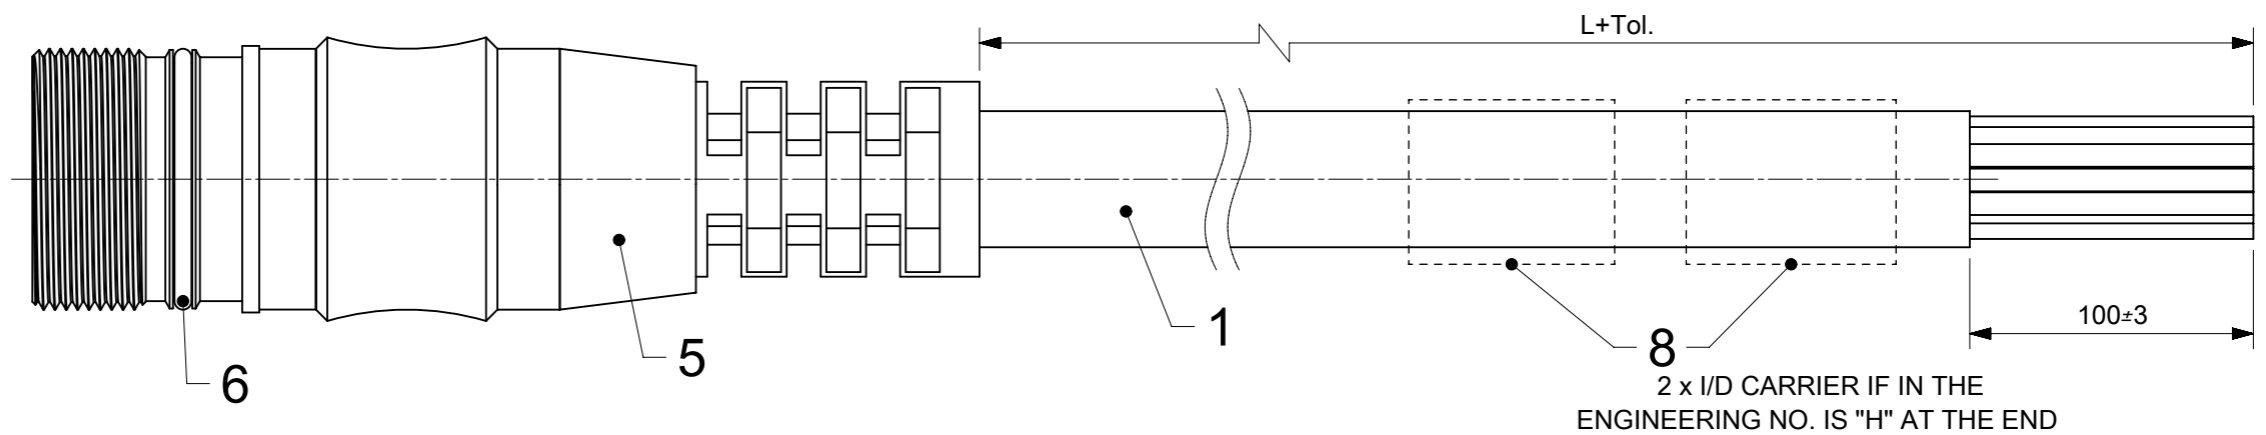 L+Tol.
100±3
1
5
6
8
2 x I/D CARRIER IF IN THE
ENGINEERING NO. IS "H" AT THE END